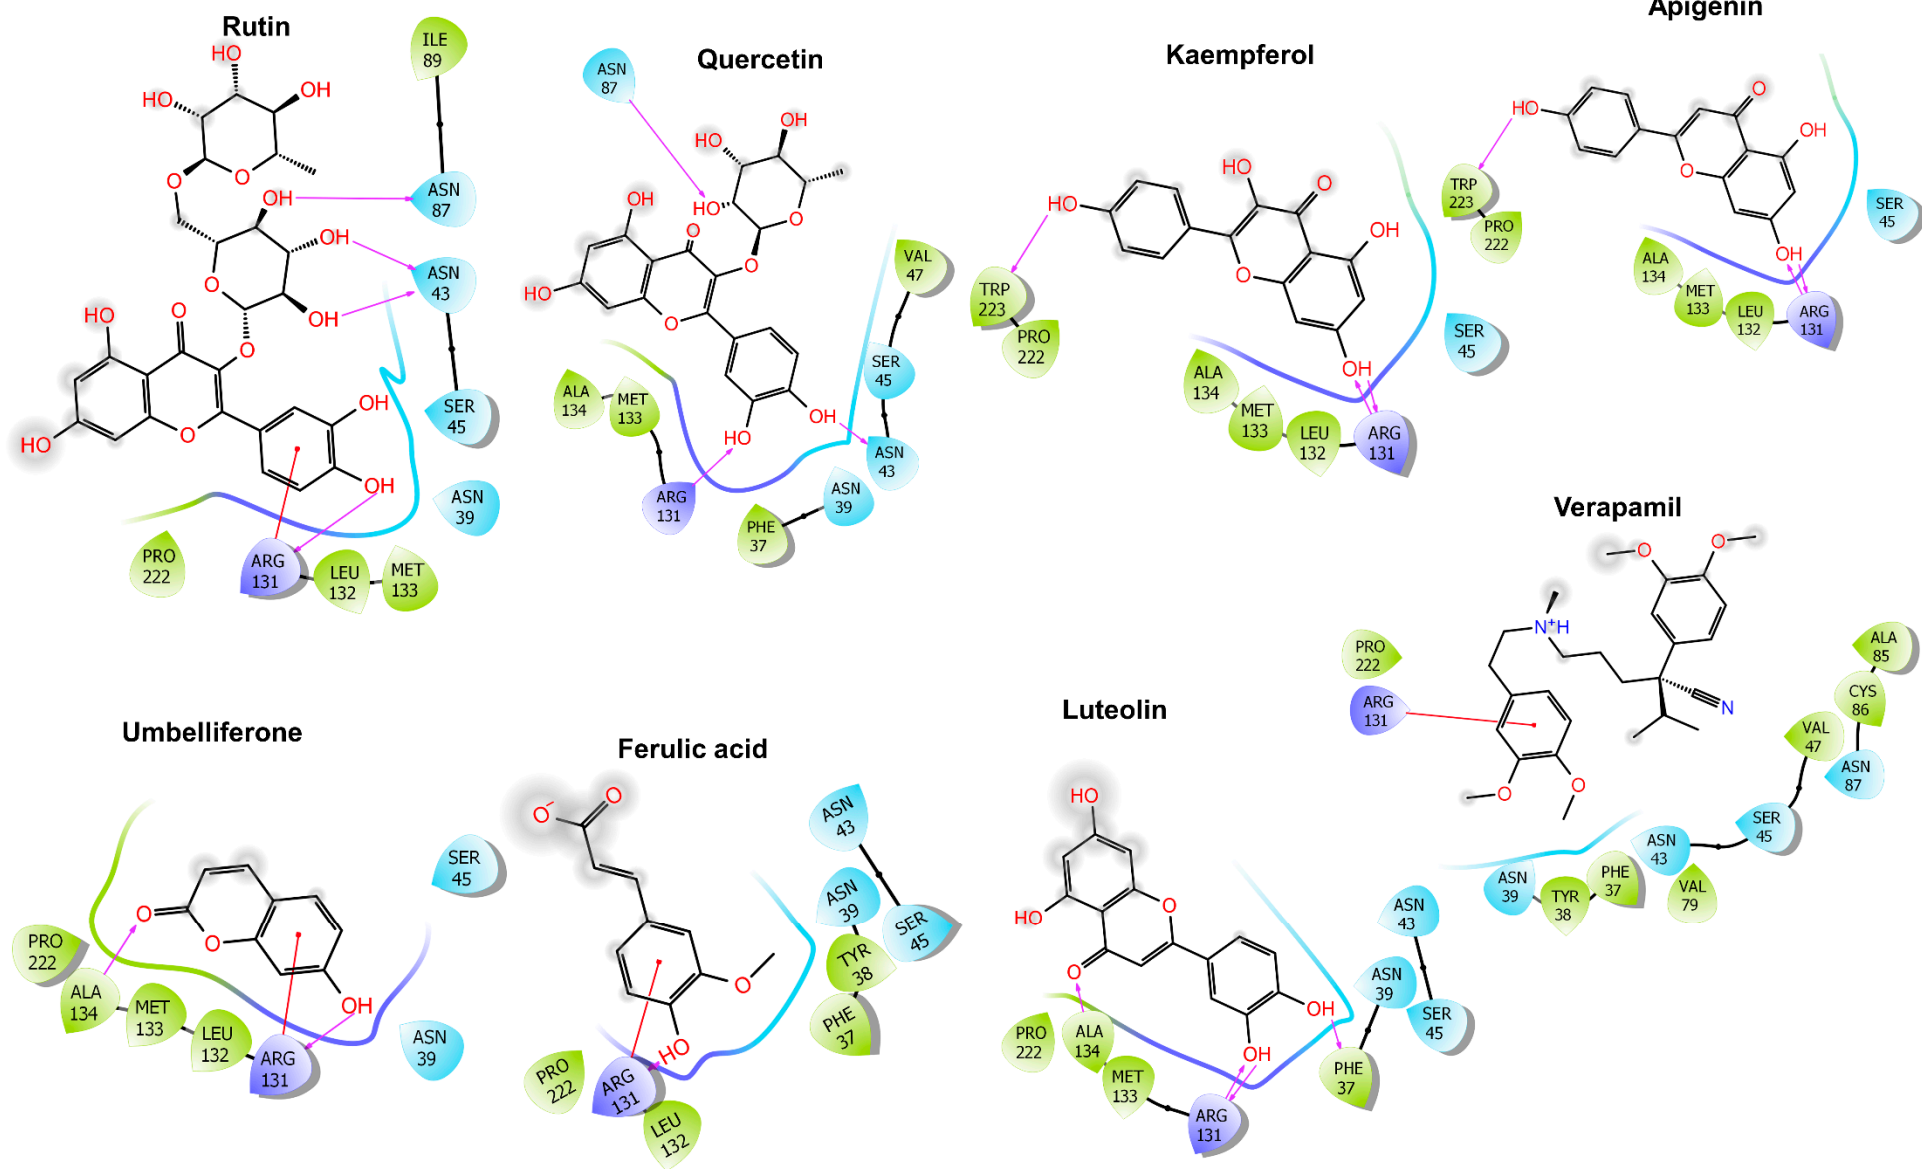 Rutin
HO
HO
OH
O
O
OH
OH
O
OH
HO
O
O
OH
HO
O
OH
ILE
89
ASN
87
ASN
43
SER
45
ASN
39
PRO
222
ARG
131
LEU
132
MET
133
Quercetin
ASN
87
OH
HO
HO
O
OH
O
O
HO
O
OH
HO
VAL
47
SER
45
ASN
43
ASN
39
PHE
37
ALA
134
MET
133
ARG
131
Kaempferol
HO
HO
O
OH
O
OH
TRP
223
PRO
222
SER
45
ALA
134
MET
133
LEU
132
ARG
131
Apigenin
HO
O
OH
O
OH
TRP
223
PRO
222
SER
45
ALA
134
MET
133
LEU
132
ARG
131
Umbelliferone
O
O
OH
SER
45
PRO
222
ALA
134
MET
133
LEU
132
ARG
131
ASN
39
Ferulic acid
O⁻
O
O
HO
ASN
43
ASN
39
SER
45
TYR
38
PHE
37
PRO
222
ARG
131
LEU
132
Luteolin
HO
HO
O
O
OH
OH
ASN
43
ASN
39
SER
45
PRO
222
ALA
134
MET
133
PHE
37
ARG
131
Verapamil
O
O
N⁺H
N
O
O
PRO
222
ARG
131
ALA
85
CYS
86
VAL
47
ASN
87
SER
45
ASN
43
VAL
79
PHE
37
TYR
38
ASN
39